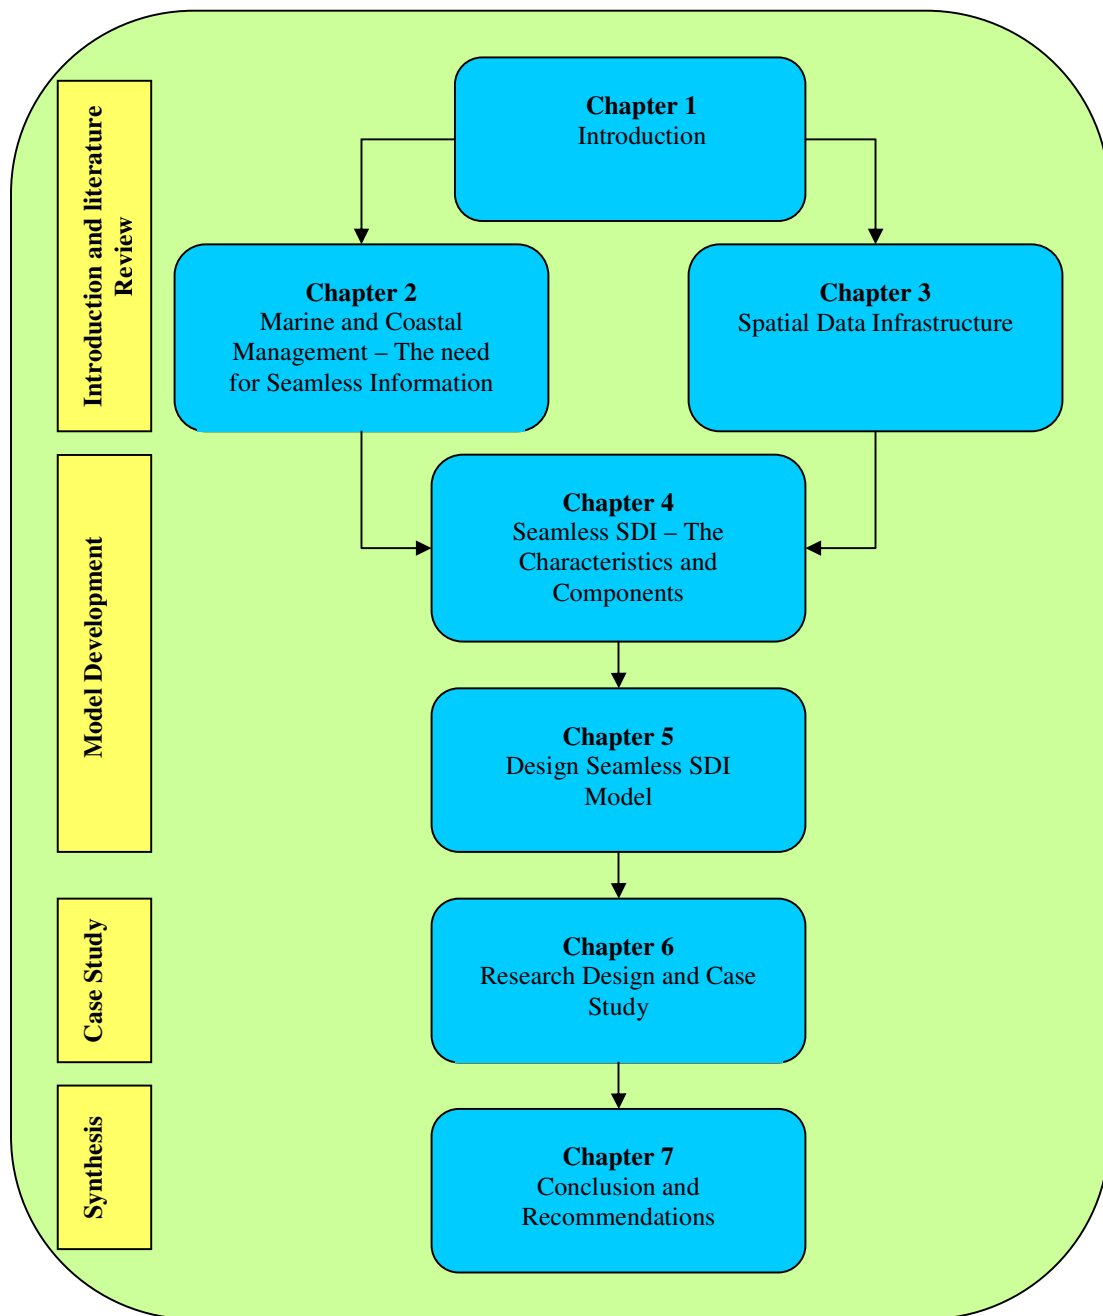 Introduction and literature
Review
Chapter 1
Introduction
Chapter 2
Marine and Coastal
Management – The need
for Seamless Information
Chapter 3
Spatial Data Infrastructure
Model Development
Chapter 4
Seamless SDI – The
Characteristics and
Components
Chapter 5
Design Seamless SDI
Model
Case Study
Chapter 6
Research Design and Case
Study
Synthesis
Chapter 7
Conclusion and
Recommendations